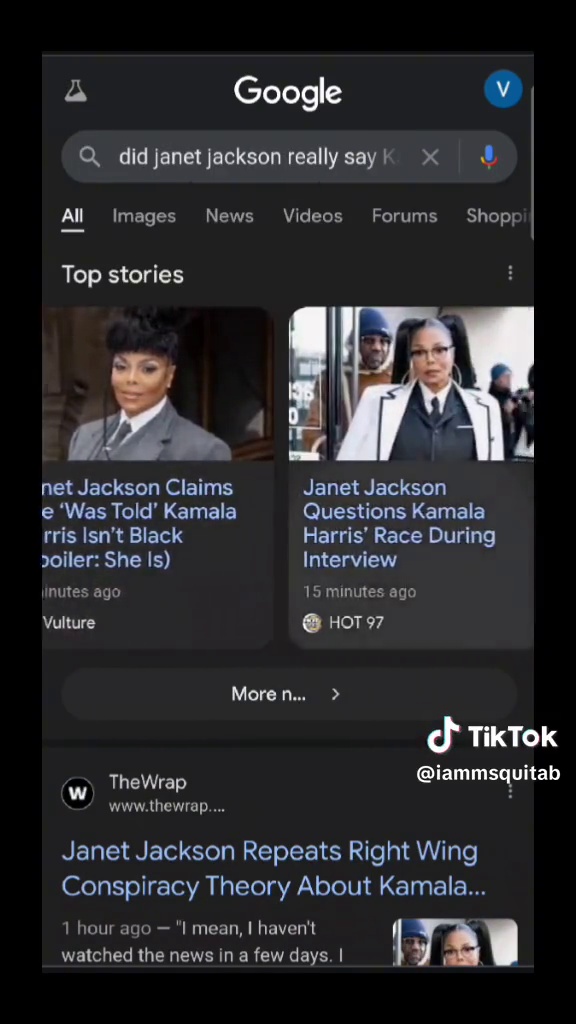 Google
V
did janet jackson really say K
All Images News Videos Forums Shoppi
Top stories
net Jackson Claims
e ‘Was Told’ Kamala
rris Isn’t Black
poiler: She Is)
inutes ago
Vulture
Janet Jackson
Questions Kamala
Harris’ Race During
Interview
15 minutes ago
HOT 97
More n...
TikTok
@iammsquitab
W
TheWrap
www.thewrap....
Janet Jackson Repeats Right Wing
Conspiracy Theory About Kamala...
1 hour ago — "I mean, I haven't
watched the news in a few days. I